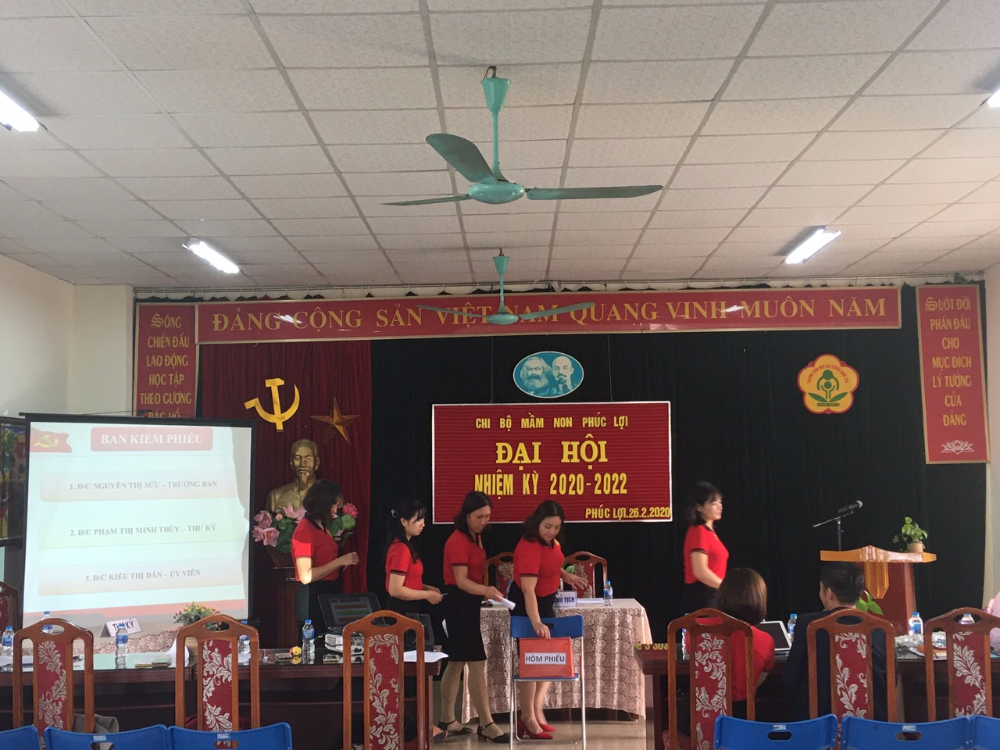 ĐẢNG CỘNG SẢN VIỆT NAM QUANG VINH MUÔN NĂM
SỐNG
CHIẾN ĐẤU
LAO ĐỘNG
HỌC TẬP
THEO GƯƠNG
BÁC HỒ
SUỐT ĐỜI
PHẤN ĐẤU
CHO
MỤC ĐÍCH
LÝ TƯỞNG
CỦA
ĐẢNG
CHI BỘ MẦM NON PHÚC LỢI
ĐẠI HỘI
NHIỆM KỲ 2020-2022
PHÚC LỢI.26.2.2020
BAN KIỂM PHIẾU
1. Đ/C NGUYỄN THỊ SỬU – TRƯỞNG BAN
2. Đ/C PHẠM THỊ MINH THỦY – THƯ KÝ
3. Đ/C KIỀU THỊ DÂN – ỦY VIÊN
THƯ KÝ
CHỦ TỊCH
HÒM PHIẾU